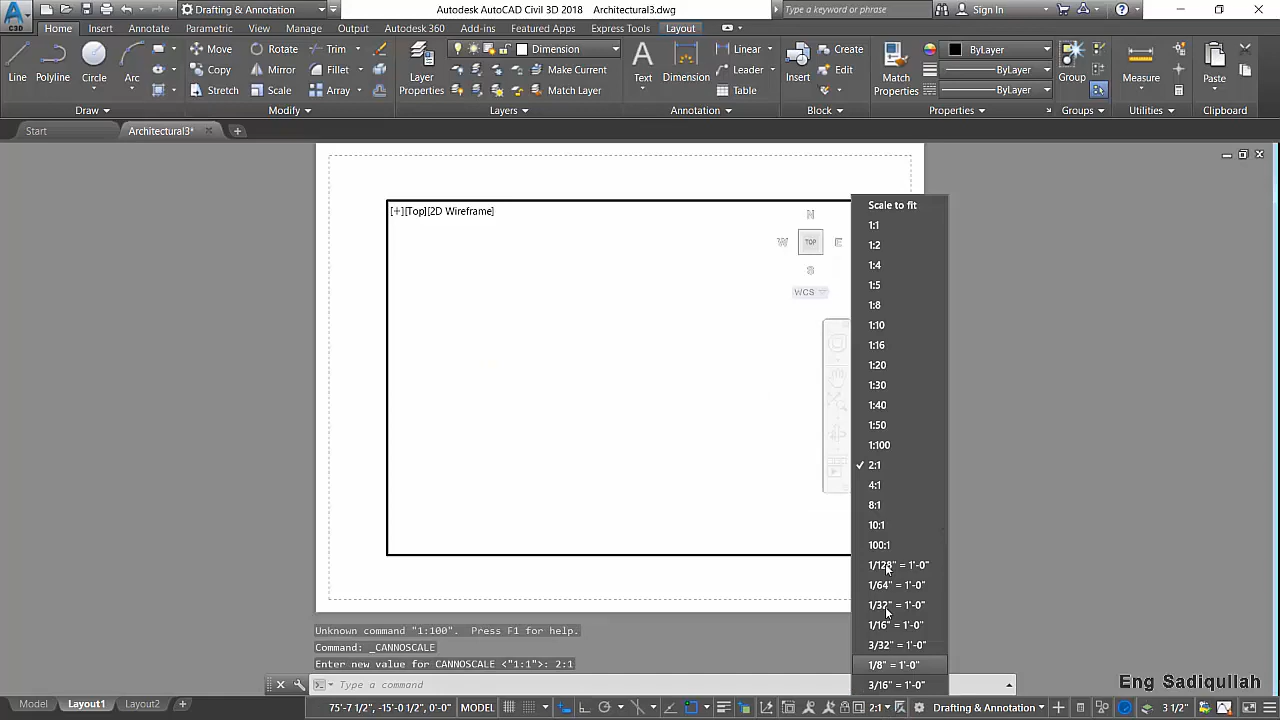 Drafting & Annotation
Autodesk AutoCAD Civil 3D 2018 Architectural3.dwg
Type a keyword or phrase
Sign In
C3D
Home Insert Annotate Parametric View Manage Output Add-ins Autodesk 360 Featured Apps Express Tools Layout
Line
Polyline
Circle
Arc
Move
Rotate
Trim
Copy
Mirror
Fillet
Stretch
Scale
Array
Layer
Properties
Dimension
Make Current
Match Layer
Text
Dimension
Linear
Leader
Table
Insert
Create
Edit
Match
Properties
ByLayer
ByLayer
ByLayer
Group
Measure
Paste
Draw
Modify
Layers
Annotation
Block
Properties
Groups
Utilities
Clipboard
Start
Architectural3*
[+][Top][2D Wireframe]
N
W
TOP
E
S
WCS
Scale to fit
1:1
1:2
1:4
1:5
1:8
1:10
1:16
1:20
1:30
1:40
1:50
1:100
2:1
4:1
8:1
10:1
100:1
1/128" = 1'-0"
1/64" = 1'-0"
1/32" = 1'-0"
1/16" = 1'-0"
3/32" = 1'-0"
1/8" = 1'-0"
3/16" = 1'-0"
Unknown command "1:100". Press F1 for help.
Command: _CANNOSCALE
Enter new value for CANNOSCALE <"1:1">: 2:1
Type a command
Eng Sadiqullah
Model
Layout1
Layout2
75'-7 1/2", -15'-0 1/2", 0'-0"
MODEL
2:1
Drafting & Annotation
3 1/2"